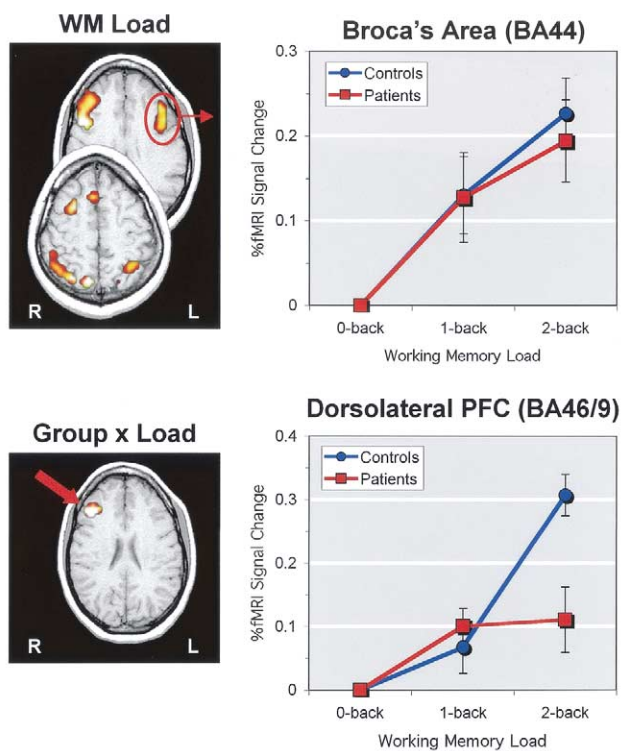 WM Load
R
L
Broca's Area (BA44)
Controls
Patients
%fMRI Signal Change
0.3
0.2
0.1
0
0-back
1-back
2-back
Working Memory Load
Group x Load
R
L
Dorsolateral PFC (BA46/9)
Controls
Patients
%fMRI Signal Change
0.4
0.3
0.2
0.1
0
0-back
1-back
2-back
Working Memory Load